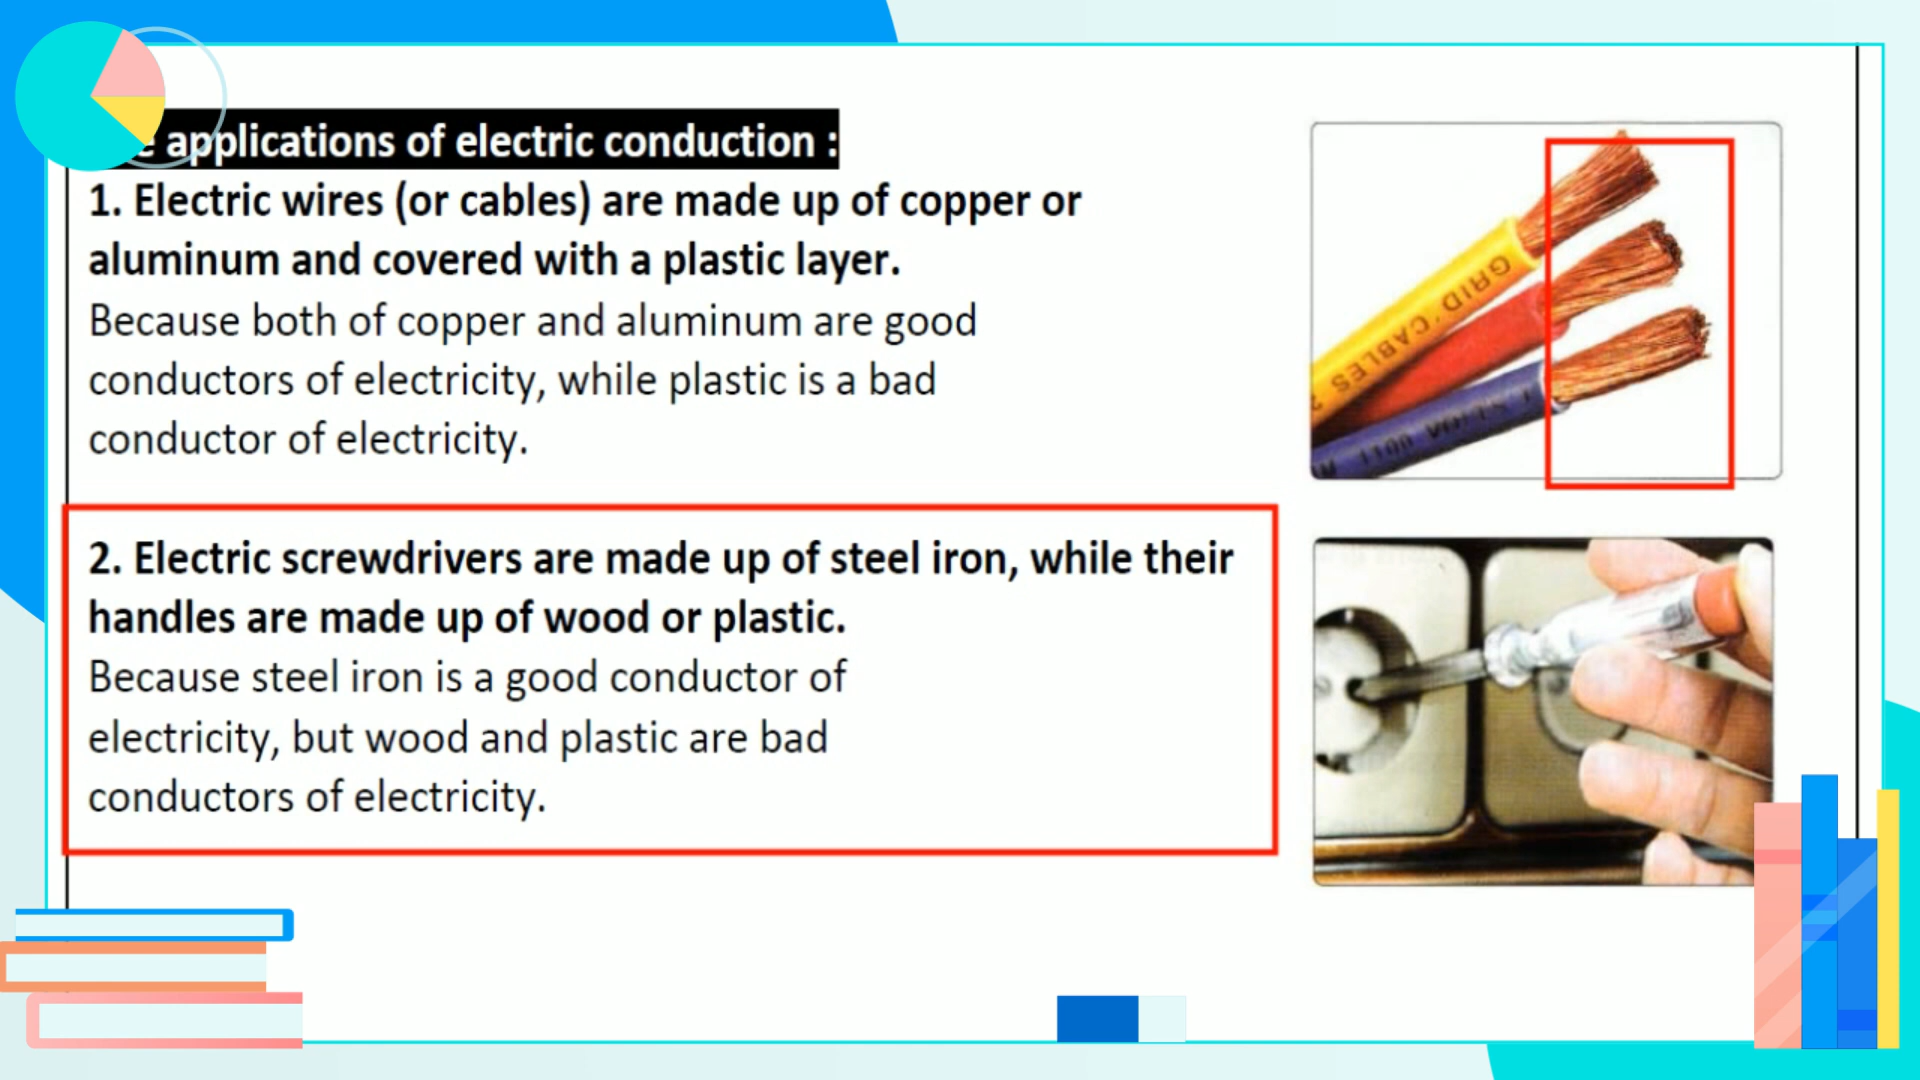 applications of electric conduction :
1. Electric wires (or cables) are made up of copper or
aluminum and covered with a plastic layer.
Because both of copper and aluminum are good
conductors of electricity, while plastic is a bad
conductor of electricity.
2. Electric screwdrivers are made up of steel iron, while their
handles are made up of wood or plastic.
Because steel iron is a good conductor of
electricity, but wood and plastic are bad
conductors of electricity.
GRID CABLES